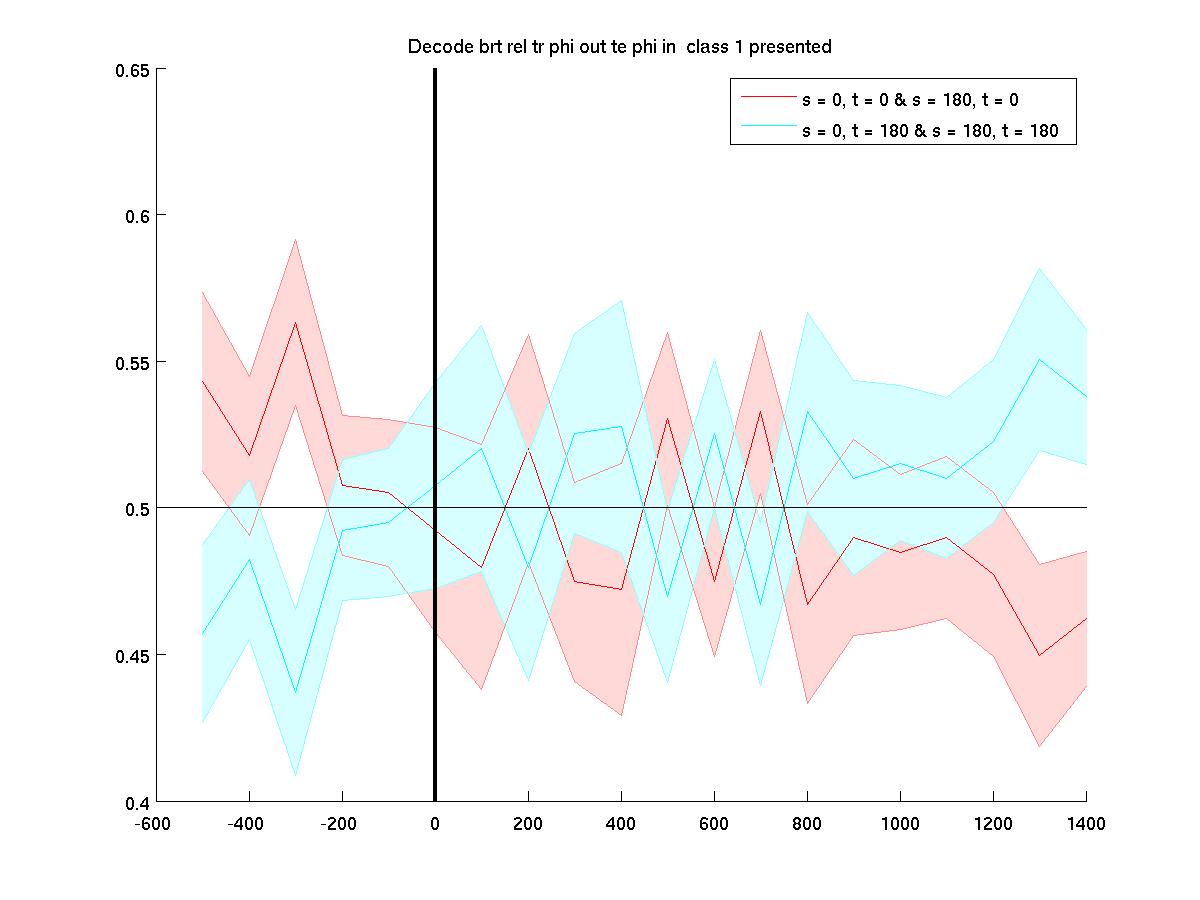 Decode brt rel tr phi out te phi in  class 1 presented
0.65
s = 0, t = 0 & s = 180, t = 0
s = 0, t = 180 & s = 180, t = 180
0.6
0.55
0.5
0.45
0.4
-600 -400 -200 0 200 400 600 800 1000 1200 1400